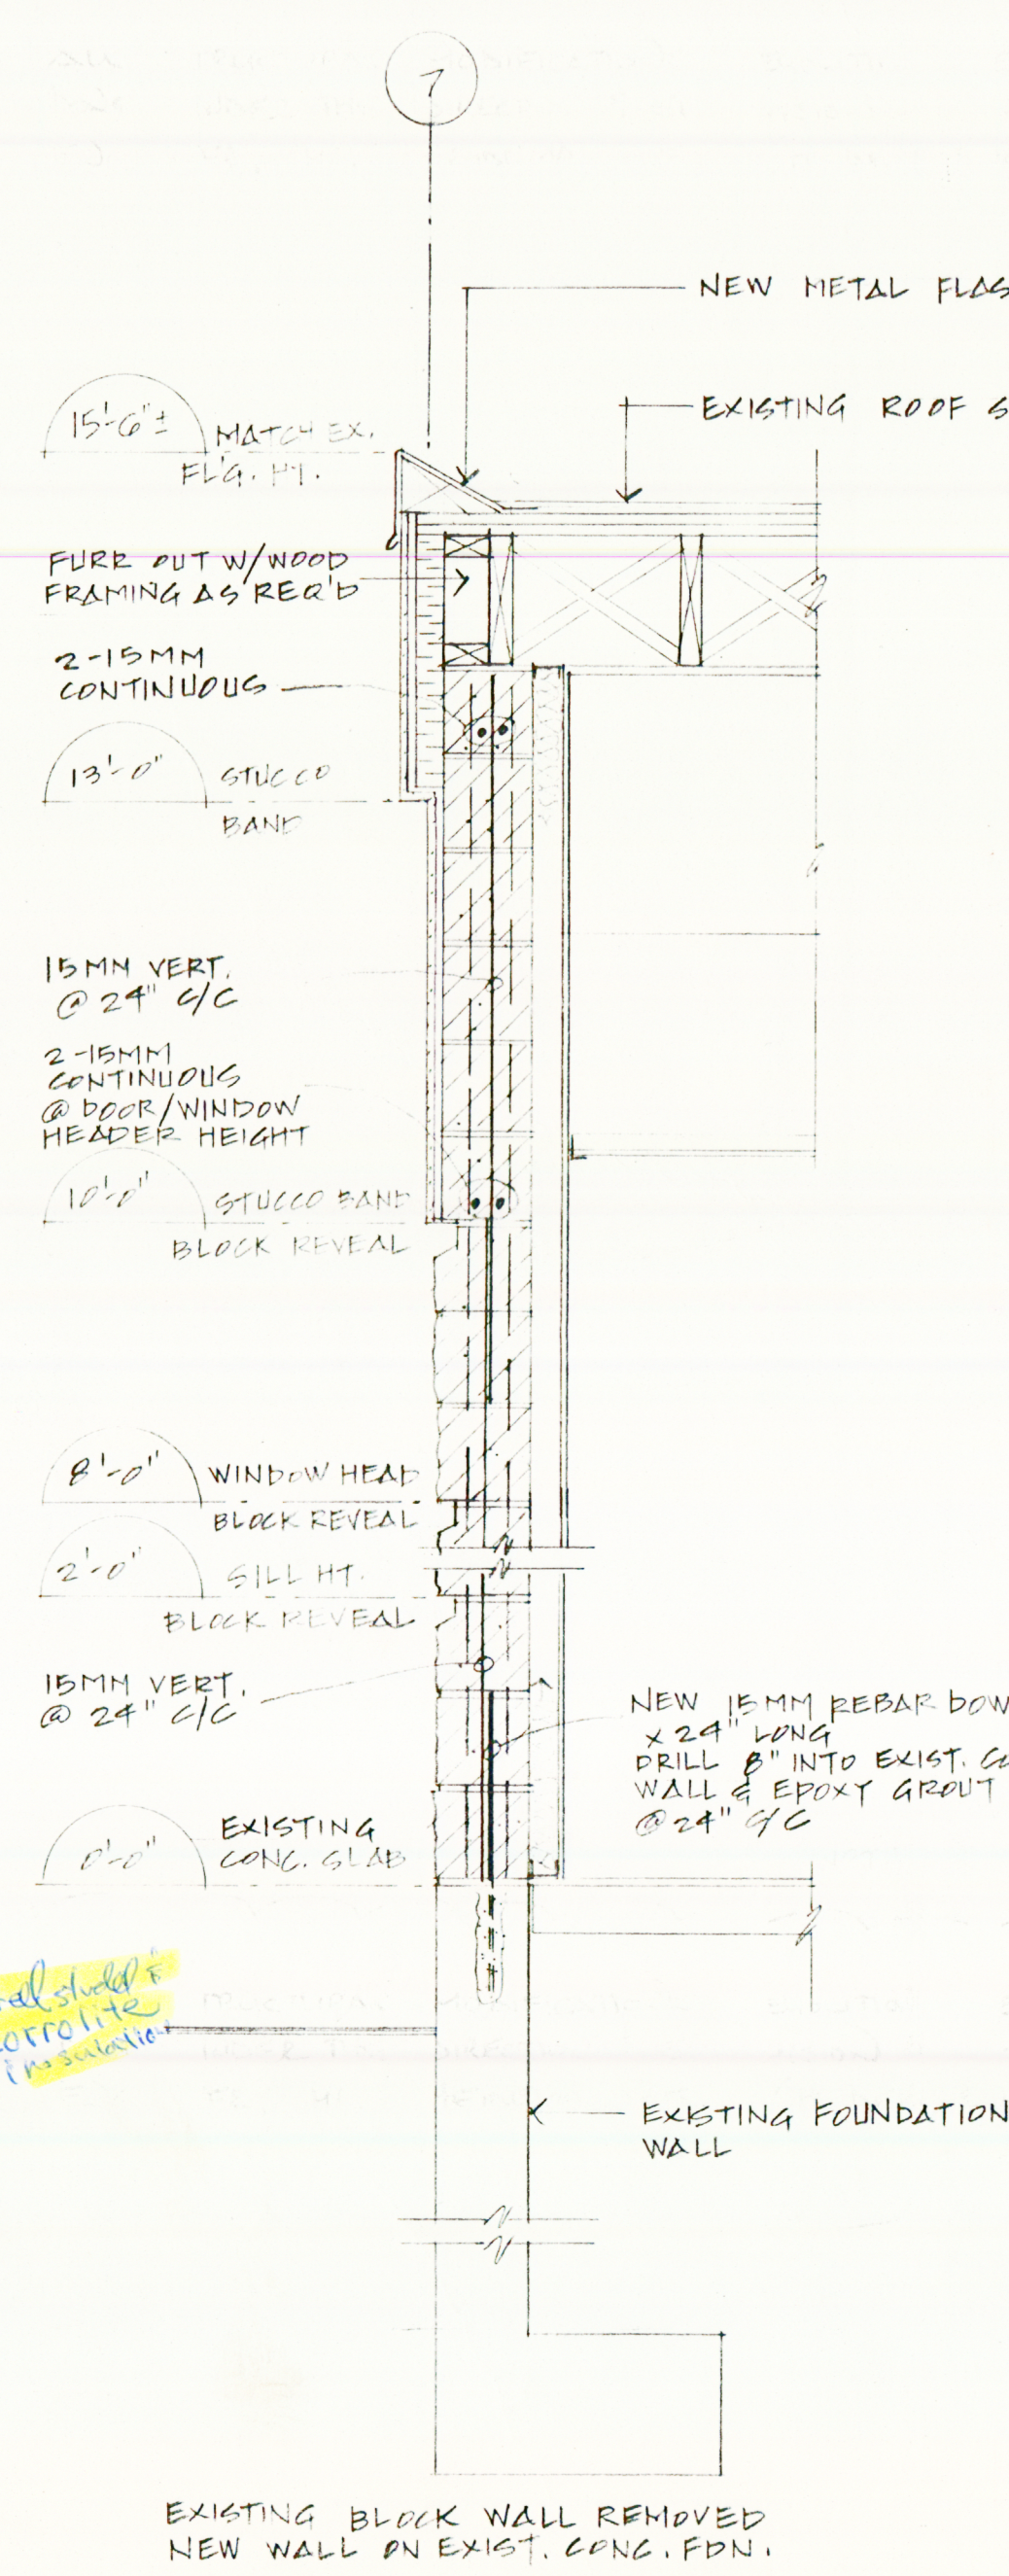 7
NEW METAL FLAS
EXISTING ROOF S
15'-6"± MATCH EX.
FL'G. HT.
FURR OUT W/WOOD
FRAMING AS REQ'D
2-15MM
CONTINUOUS
13'-0" STUCCO
BAND
15MM VERT.
@ 24" C/C
2-15MM
CONTINUOUS
@ DOOR/WINDOW
HEADER HEIGHT
10'-0" STUCCO BAND
BLOCK REVEAL
8'-0" WINDOW HEAD
BLOCK REVEAL
2'-0" SILL HT.
BLOCK REVEAL
15MM VERT.
@ 24" C/C
NEW 15MM REBAR DOW
x 24" LONG
DRILL 8" INTO EXIST. CO
WALL & EPOXY GROUT
@ 24" C/C
0'-0" EXISTING
CONC. SLAB
insulation
EXISTING FOUNDATION
WALL
EXISTING BLOCK WALL REMOVED
NEW WALL ON EXIST. CONC. FDN.